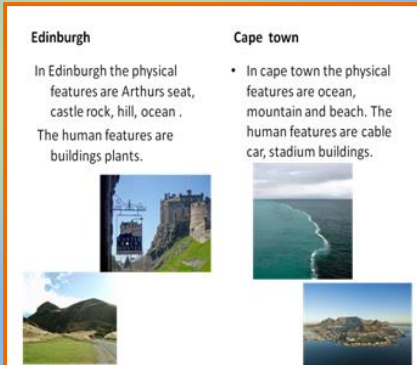 Edinburgh
In Edinburgh the physical
features are Arthurs seat,
castle rock, hill, ocean .
The human features are
buildings plants.
Cape town
• In cape town the physical
features are ocean,
mountain and beach. The
human features are cable
car, stadium buildings.